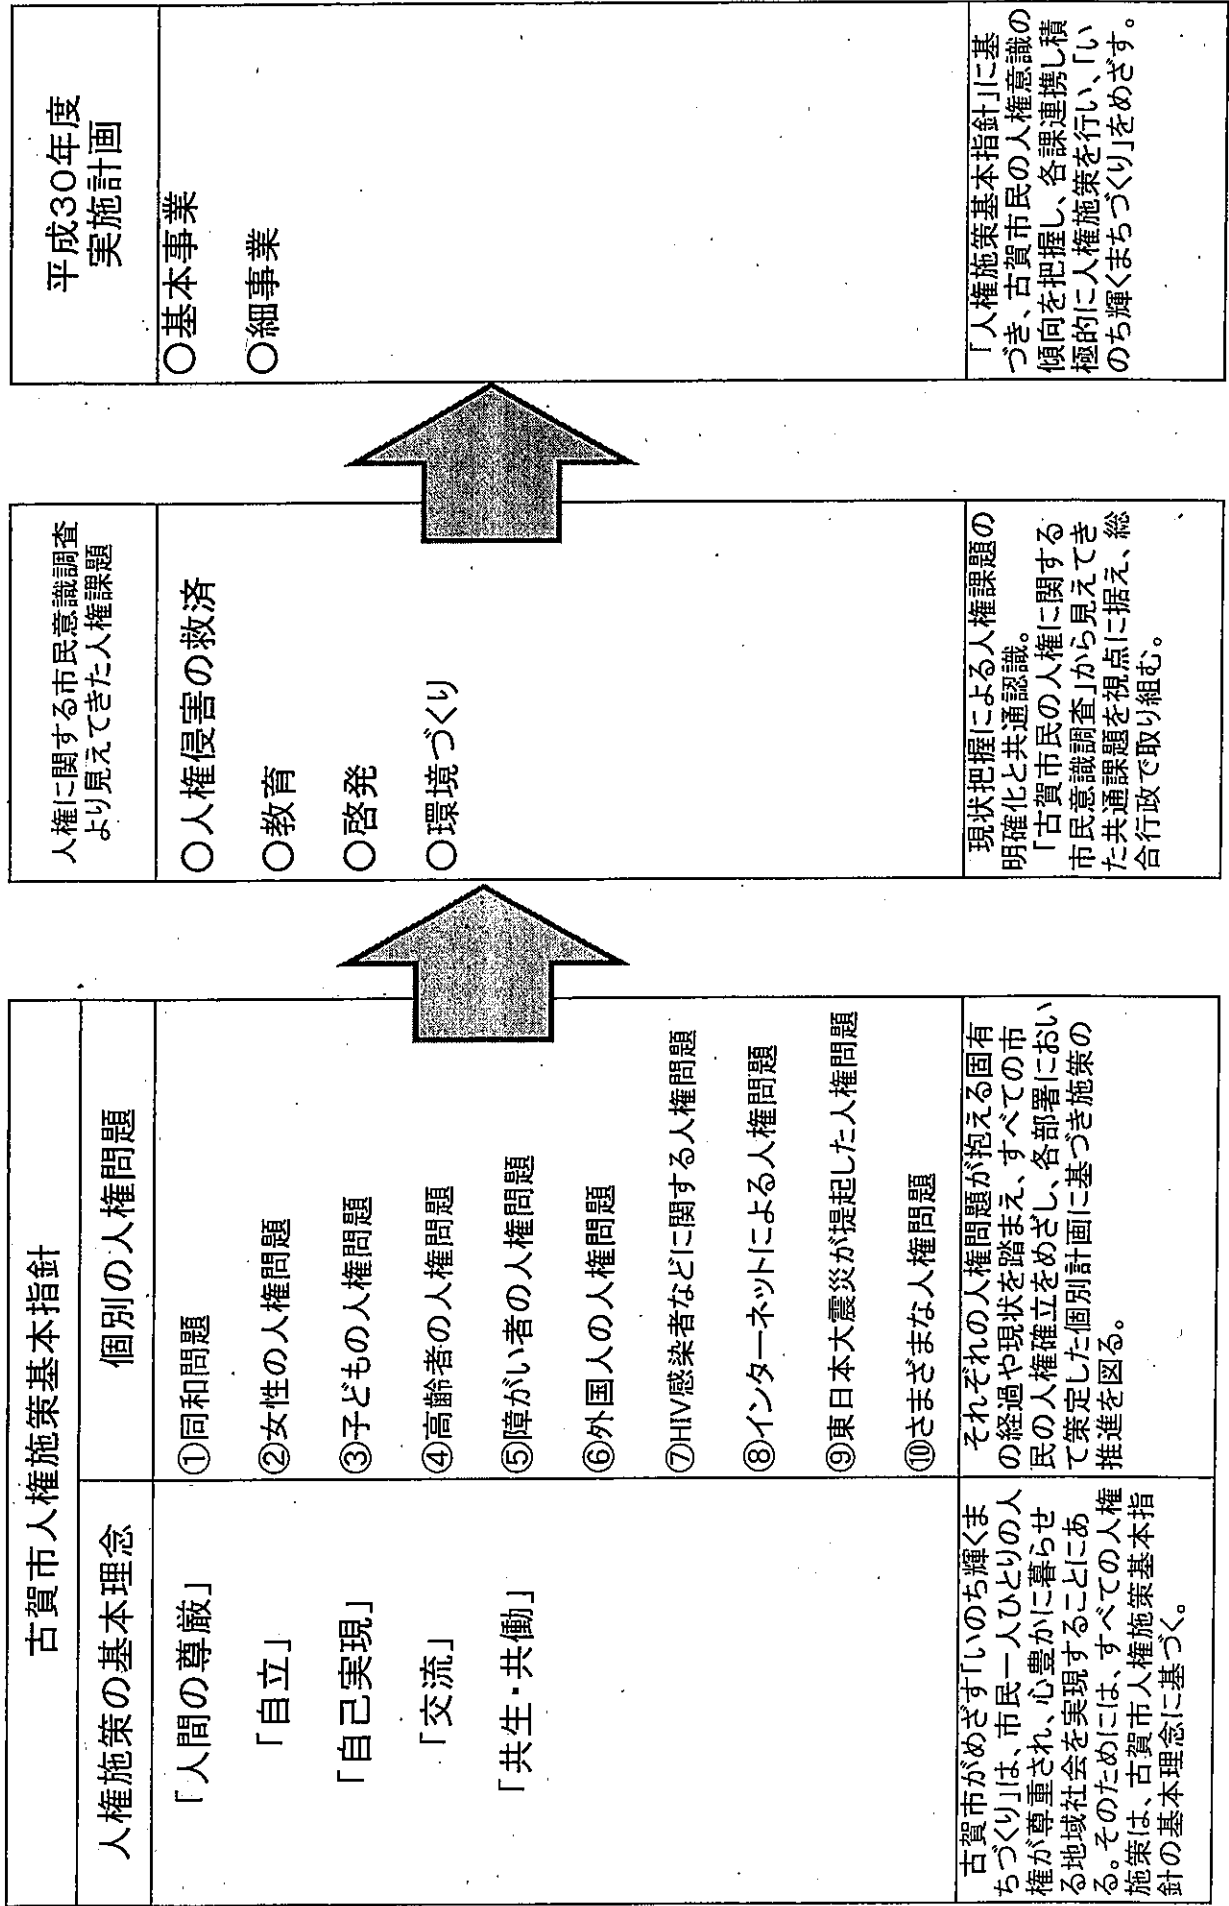 古賀市人権施策基本指針
人権施策の基本理念
「人間の尊厳」
「自立」
「自己実現」
「交流」
「共生・共働」
古賀市がめざす「いのち輝くま
ちづくり」は、市民一人ひとりの人
権が尊重され、心豊かに暮らせ
る地域社会を実現することにあ
る。そのためには、すべての人権
施策は、古賀市人権施策基本指
針の基本理念に基づく。
個別の人権問題
①同和問題
②女性の人権問題
③子どもの人権問題
④高齢者の人権問題
⑤障がい者の人権問題
⑥外国人の人権問題
⑦HIV感染者などに関する人権問題
⑧インターネットによる人権問題
⑨東日本大震災が提起した人権問題
⑩さまざまな人権問題
それぞれの人権問題が抱える固有
の経過や現状を踏まえ、すべての市
民の人権確立をめざし、各部署におい
て策定した個別計画に基づき施策の
推進を図る。
人権に関する市民意識調査
より見えてきた人権課題
○人権侵害の救済
○教育
○啓発
○環境づくり
現状把握による人権課題の
明確化と共通認識。
「古賀市民の人権に関する
市民意識調査」から見えてき
た共通課題を視点に据え、総
合行政で取り組む。
平成30年度
実施計画
○基本事業
○細事業
「人権施策基本指針」に基
づき、古賀市民の人権意識の
傾向を把握し、各課連携し積
極的に人権施策を行い、「い
のち輝くまちづくり」をめざす。